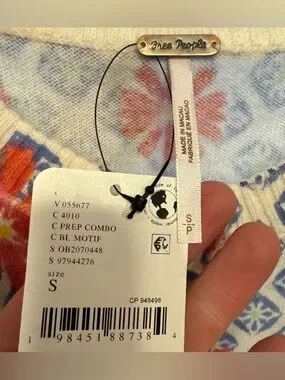 Free People
MADE IN MACAU
FABRIQUÉ EN MACAU
S/P
V 055677
C 4010
C PREP COMBO
C BL MOTIF
S OB2070448
S 97944276
size
S
CP 948498
1 98451 88738 4